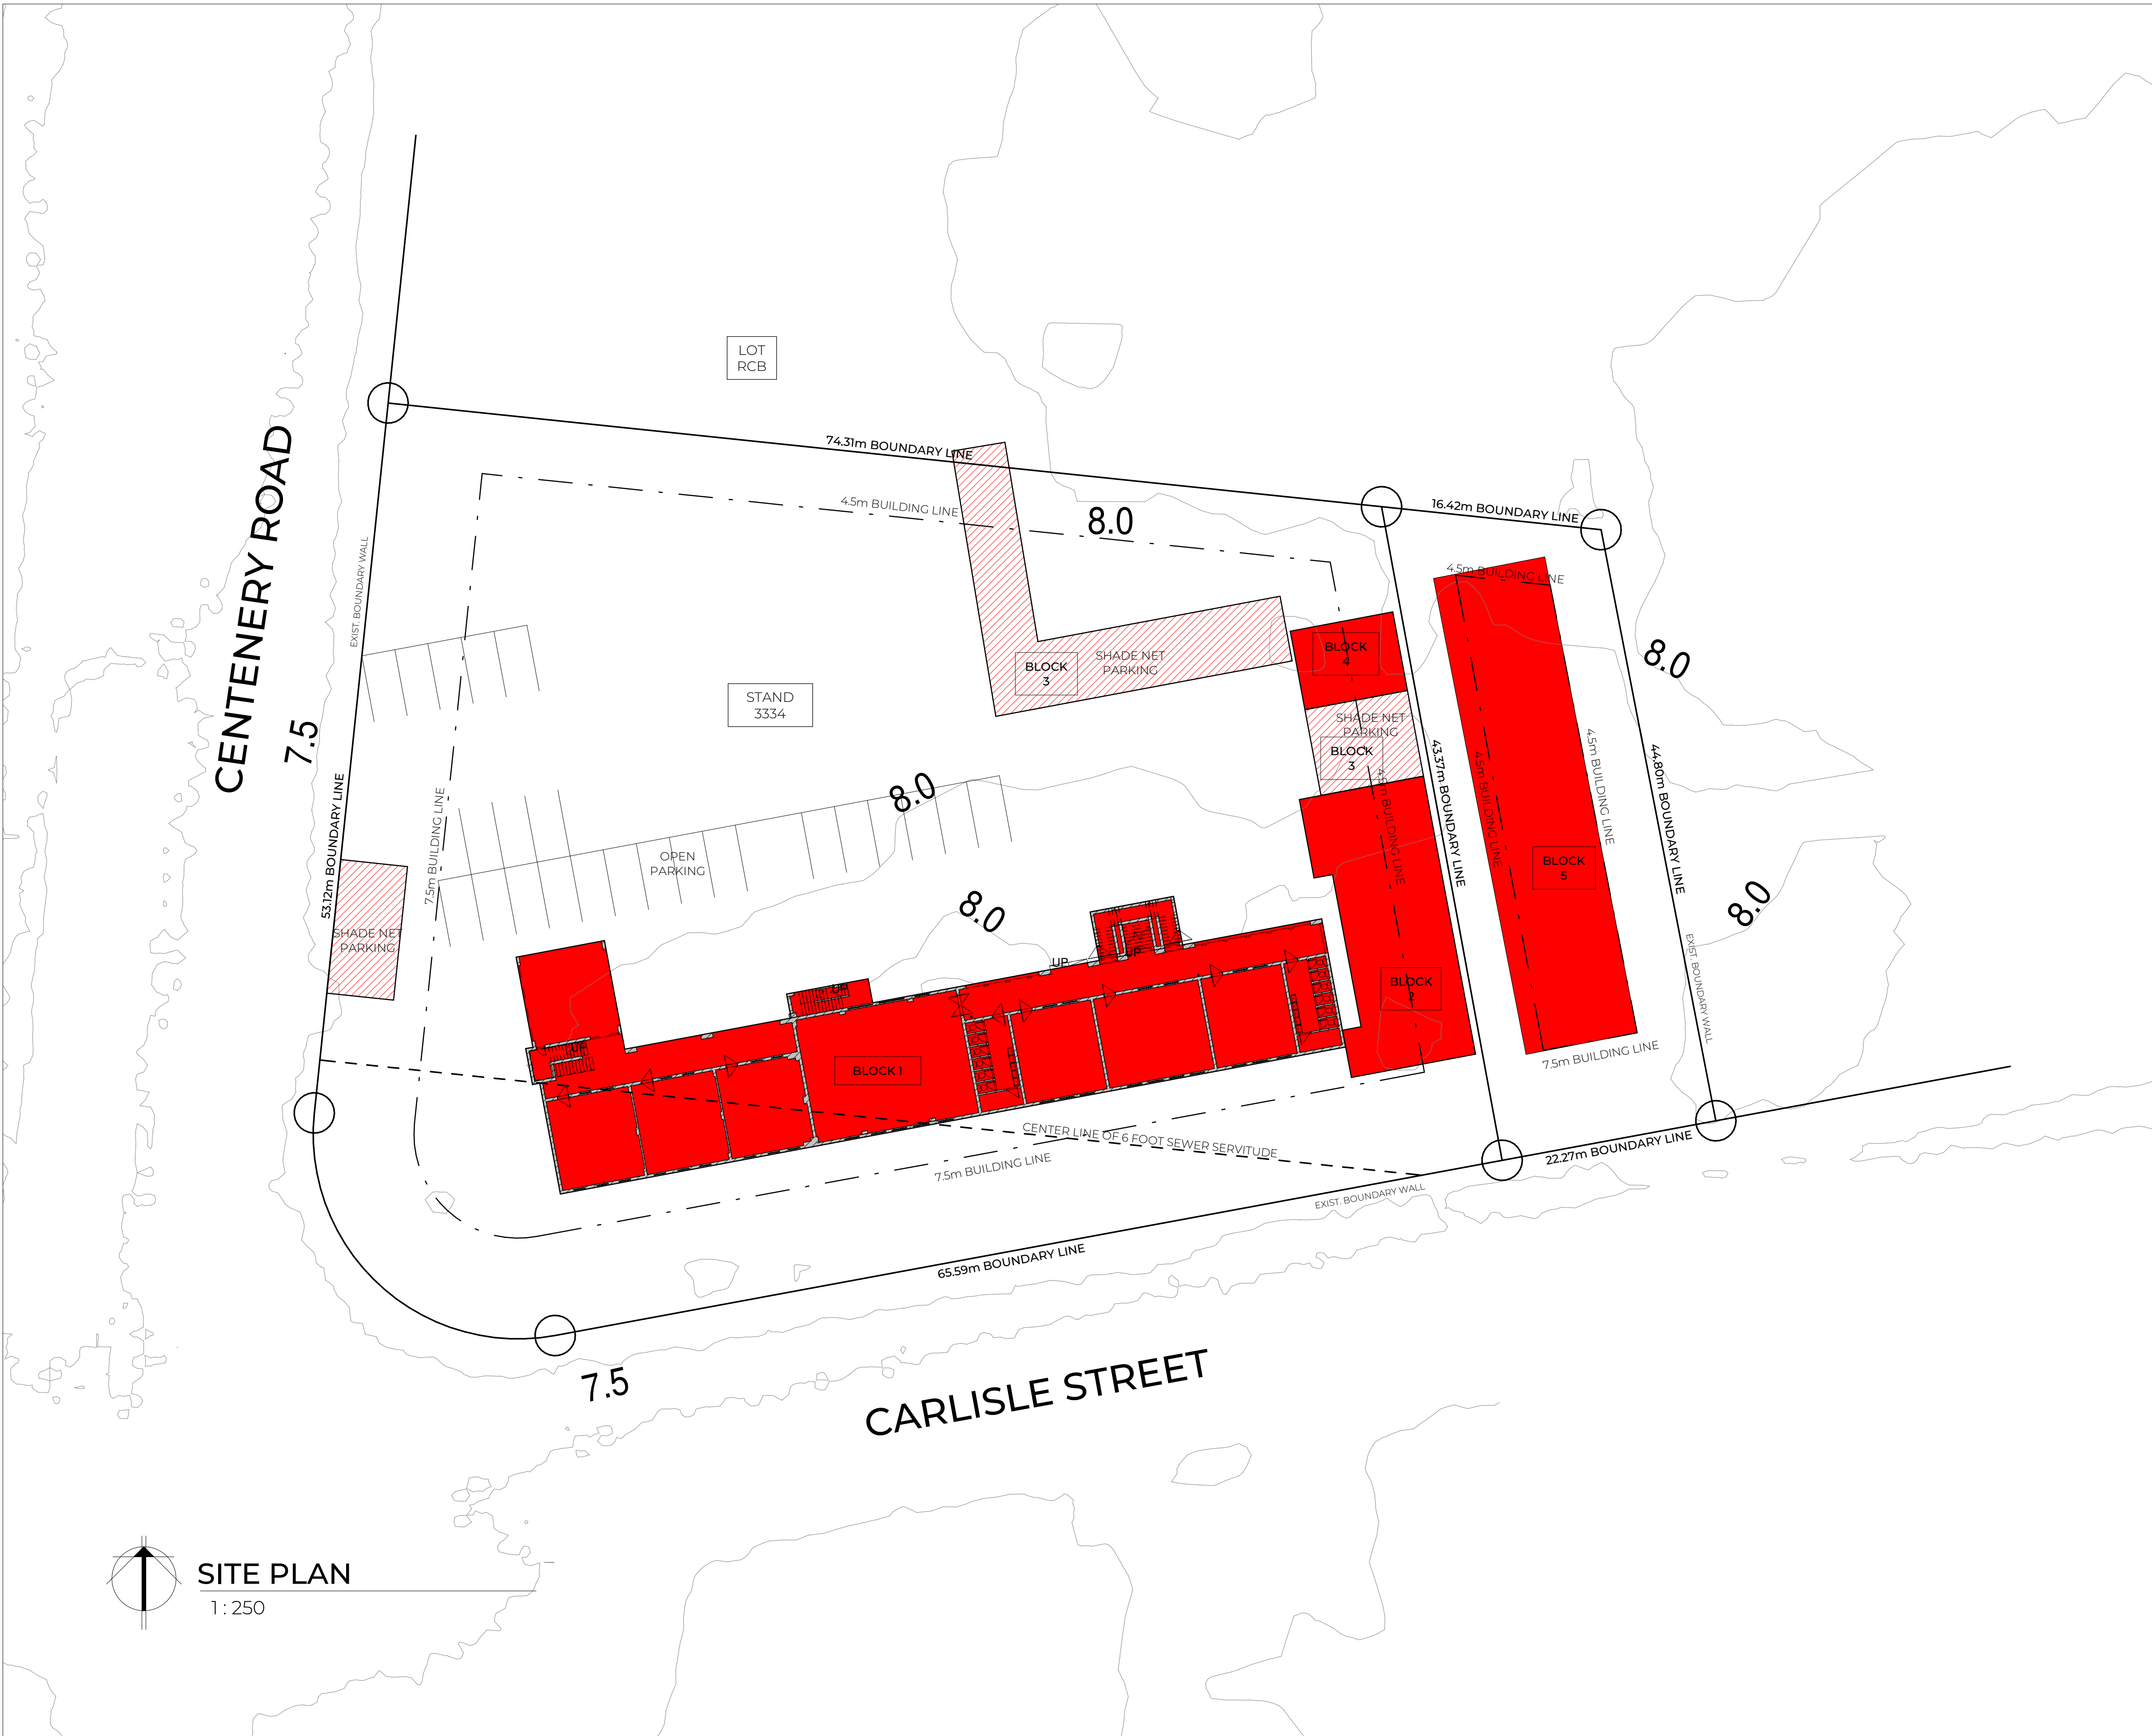 LOT
RCB
74.31m BOUNDARY LINE
16.42m BOUNDARY LINE
4.5m BUILDING LINE
8.0
CENTENERY ROAD
7.5
EXIST. BOUNDARY WALL
53.12m BOUNDARY LINE
7.5m BUILDING LINE
STAND
3334
BLOCK
3
SHADE NET
PARKING
BLOCK
4
SHADE NET
PARKING
BLOCK
3
4.5m BUILDING LINE
43.37m BOUNDARY LINE
4.5m BUILDING LINE
4.5m BUILDING LINE
BLOCK
5
4.5m BUILDING LINE
44.80m BOUNDARY LINE
8.0
8.0
EXIST. BOUNDARY WALL
8.0
OPEN
PARKING
8.0
SHADE NET
PARKING
UP
UP
UP
UP
BLOCK 1
BLOCK
2
7.5m BUILDING LINE
CENTER LINE OF 6 FOOT SEWER SERVITUDE
7.5m BUILDING LINE
22.27m BOUNDARY LINE
EXIST. BOUNDARY WALL
65.59m BOUNDARY LINE
7.5
CARLISLE STREET
SITE PLAN
1 : 250